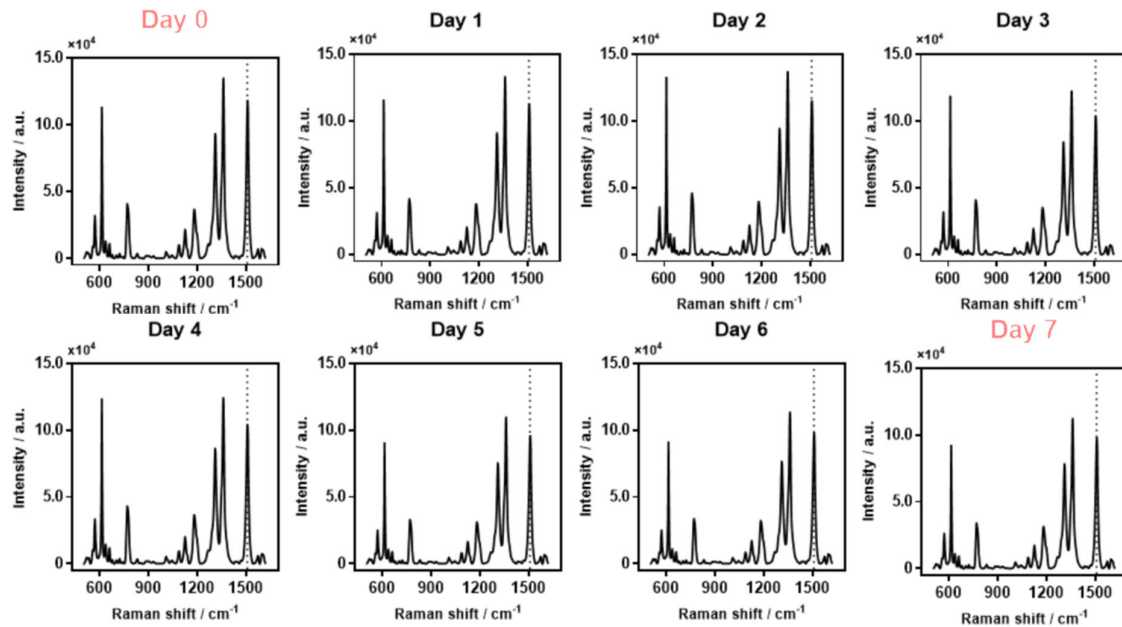 Day 0
×10⁴
15.0
10.0
5.0
0
Intensity / a.u.
600 900 1200 1500
Raman shift / cm⁻¹
Day 1
×10⁴
15.0
10.0
5.0
0
Intensity / a.u.
600 900 1200 1500
Raman shift / cm⁻¹
Day 2
×10⁴
15.0
10.0
5.0
0
Intensity / a.u.
600 900 1200 1500
Raman shift / cm⁻¹
Day 3
×10⁴
15.0
10.0
5.0
0
Intensity / a.u.
600 900 1200 1500
Raman shift / cm⁻¹
Day 4
×10⁴
15.0
10.0
5.0
0
Intensity / a.u.
600 900 1200 1500
Raman shift / cm⁻¹
Day 5
×10⁴
15.0
10.0
5.0
0
Intensity / a.u.
600 900 1200 1500
Raman shift / cm⁻¹
Day 6
×10⁴
15.0
10.0
5.0
0
Intensity / a.u.
600 900 1200 1500
Raman shift / cm⁻¹
Day 7
×10⁴
15.0
10.0
5.0
0
Intensity / a.u.
600 900 1200 1500
Raman shift / cm⁻¹